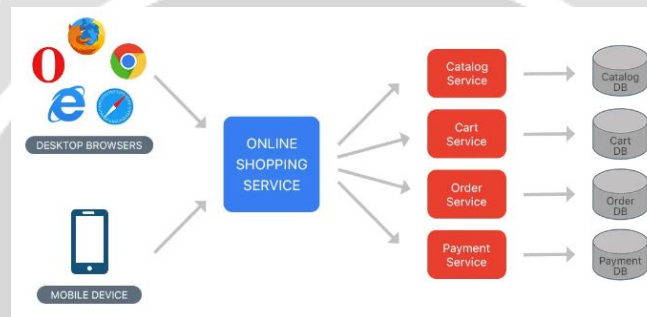 DESKTOP BROWSERS
MOBILE DEVICE
ONLINE
SHOPPING
SERVICE
Catalog
Service
Cart
Service
Order
Service
Payment
Service
Catalog
DB
Cart
DB
Order
DB
Payment
DB